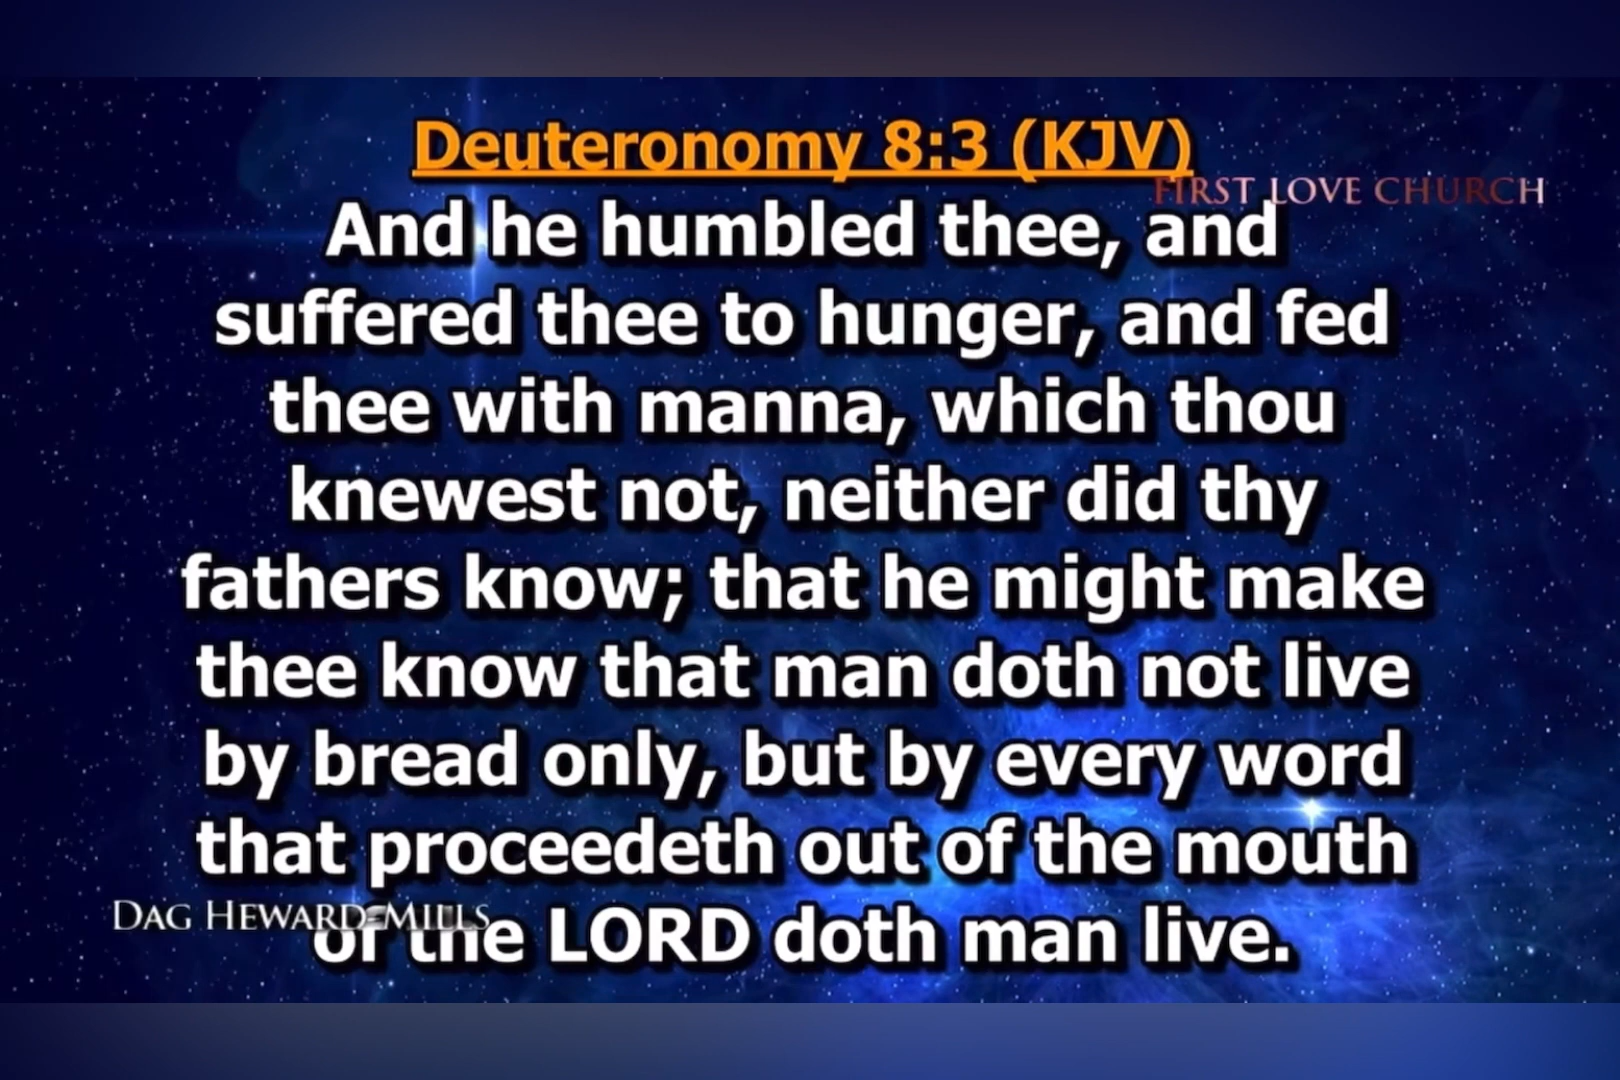 Deuteronomy 8:3 (KJV)
FIRST LOVE CHURCH
And he humbled thee, and
suffered thee to hunger, and fed
thee with manna, which thou
knewest not, neither did thy
fathers know; that he might make
thee know that man doth not live
by bread only, but by every word
that proceedeth out of the mouth
of the LORD doth man live.
DAG HEWARD-MILLS